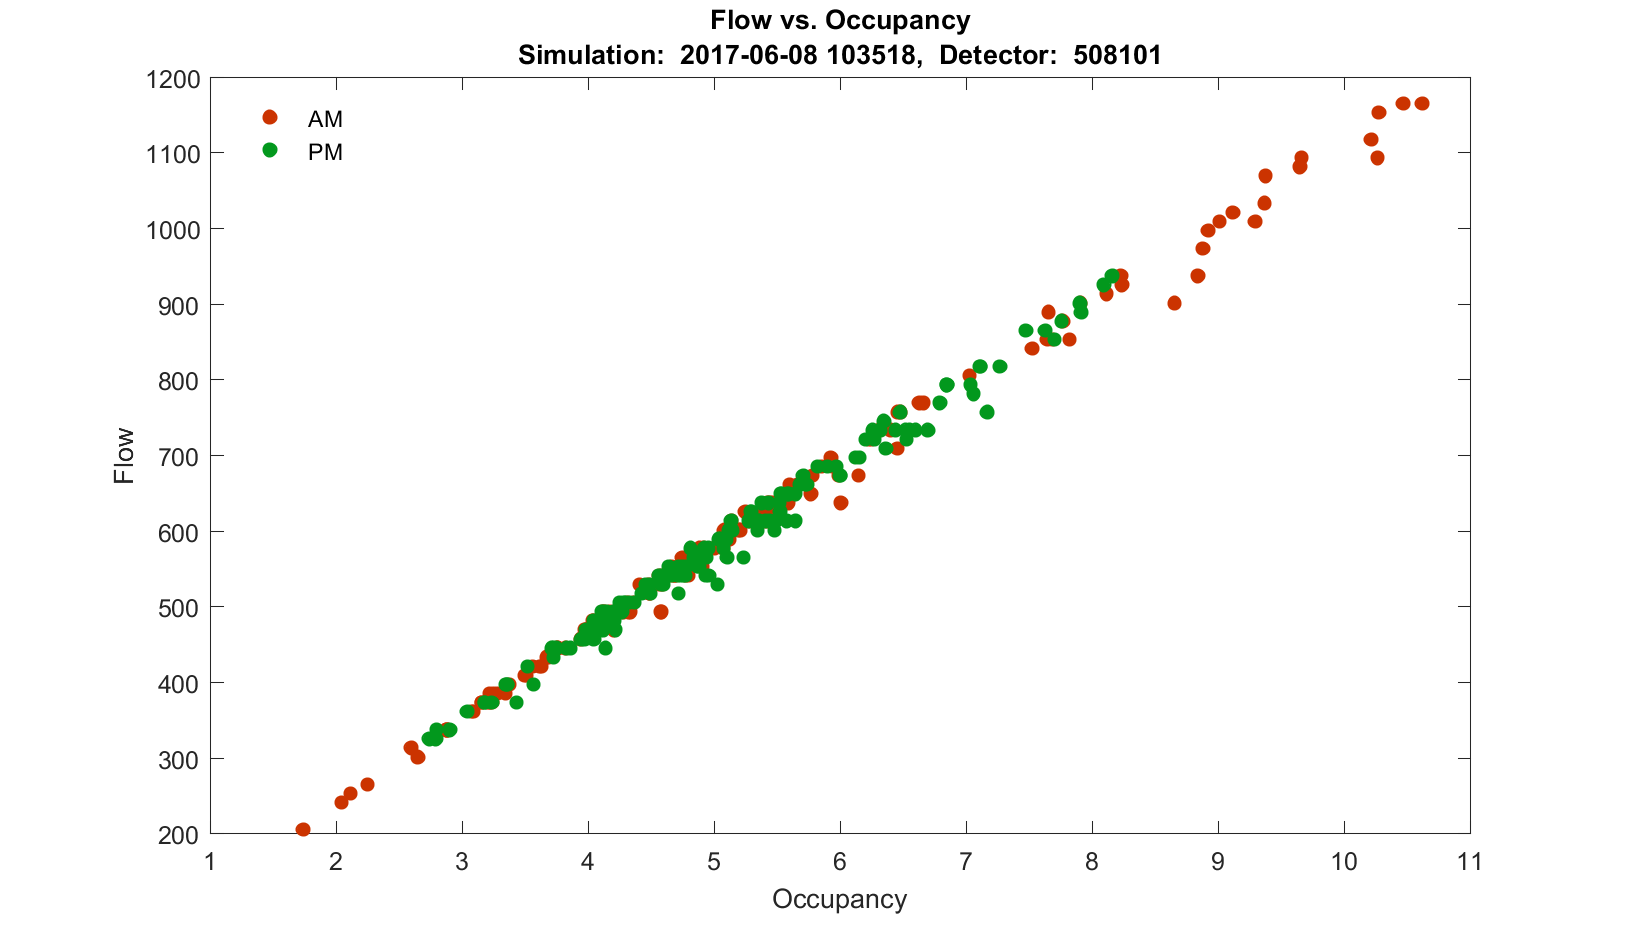 Flow vs. Occupancy
Simulation:  2017-06-08 103518,  Detector:  508101
1200
AM
PM
1100
1000
900
800
700
Flow
600
500
400
300
200
1 2 3 4 5 6 7 8 9 10 11
Occupancy